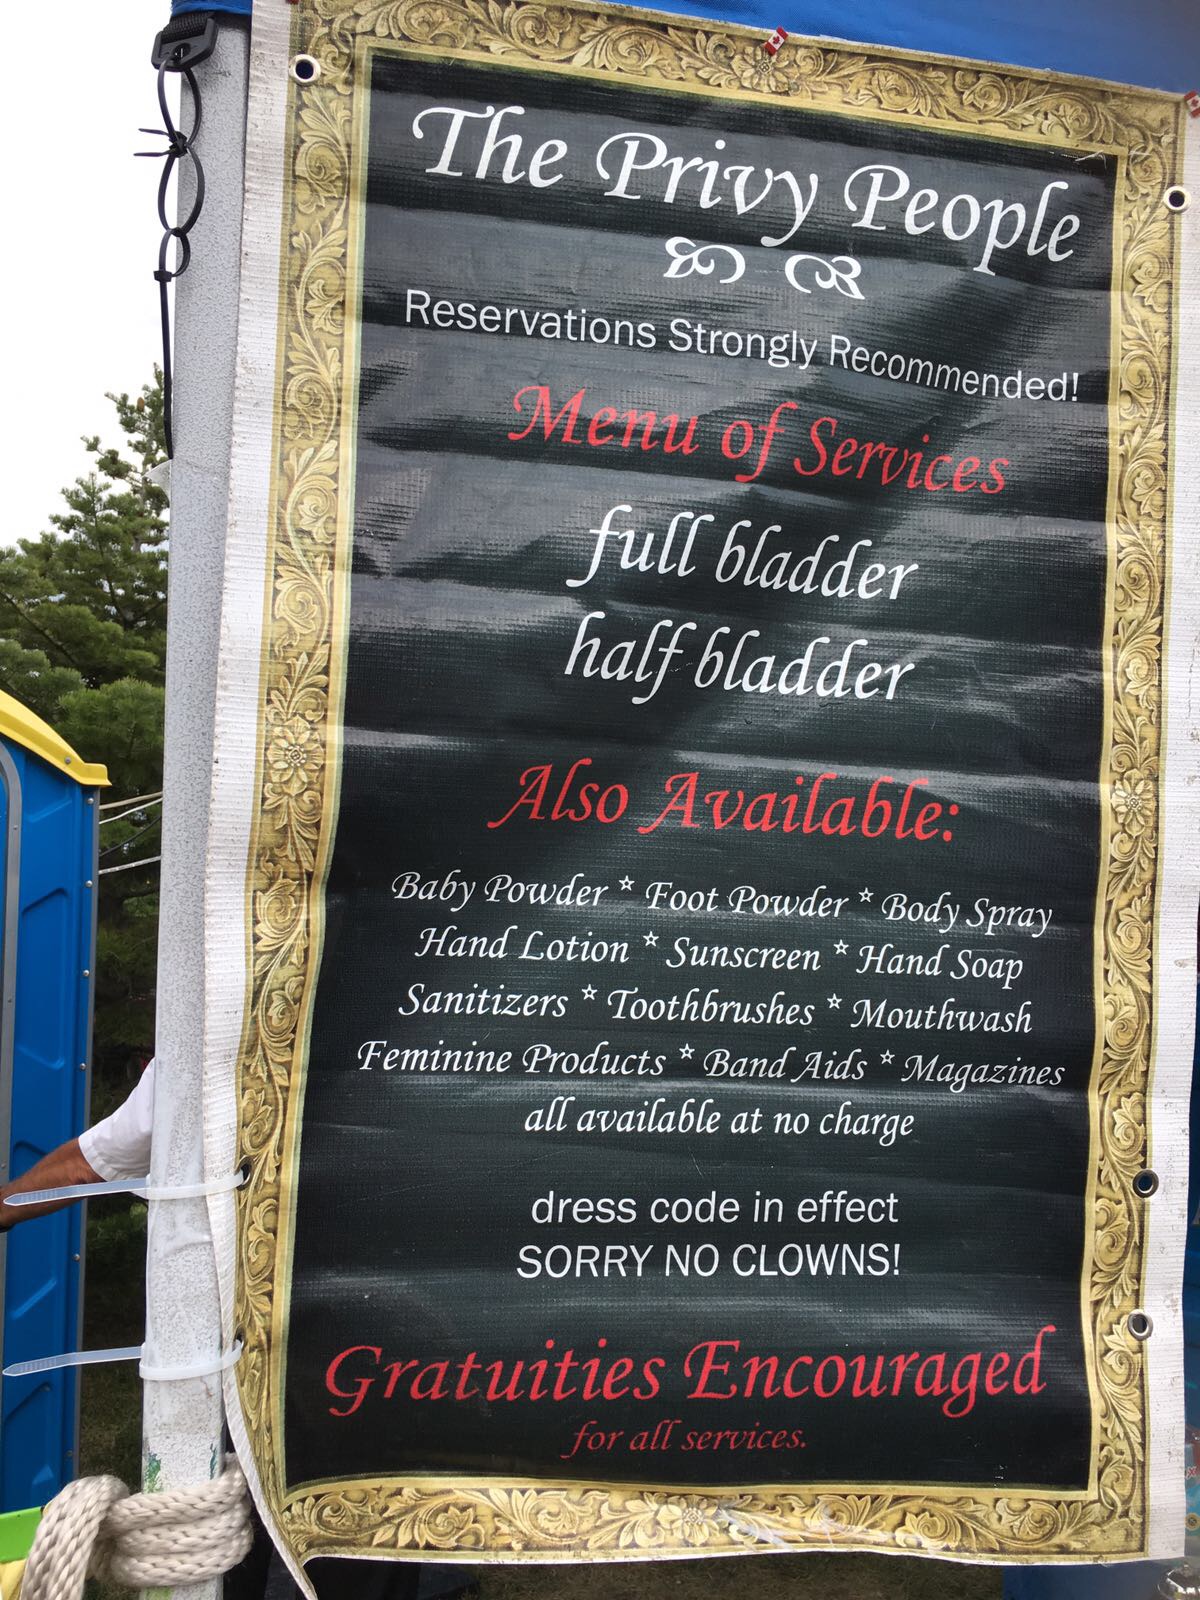 The Privy People
Reservations Strongly Recommended!
Menu of Services
full bladder
half bladder
Also Available:
Baby Powder * Foot Powder * Body Spray
Hand Lotion * Sunscreen * Hand Soap
Sanitizers * Toothbrushes * Mouthwash
Feminine Products * Band Aids * Magazines
all available at no charge
dress code in effect
SORRY NO CLOWNS!
Gratuities Encouraged
for all services.